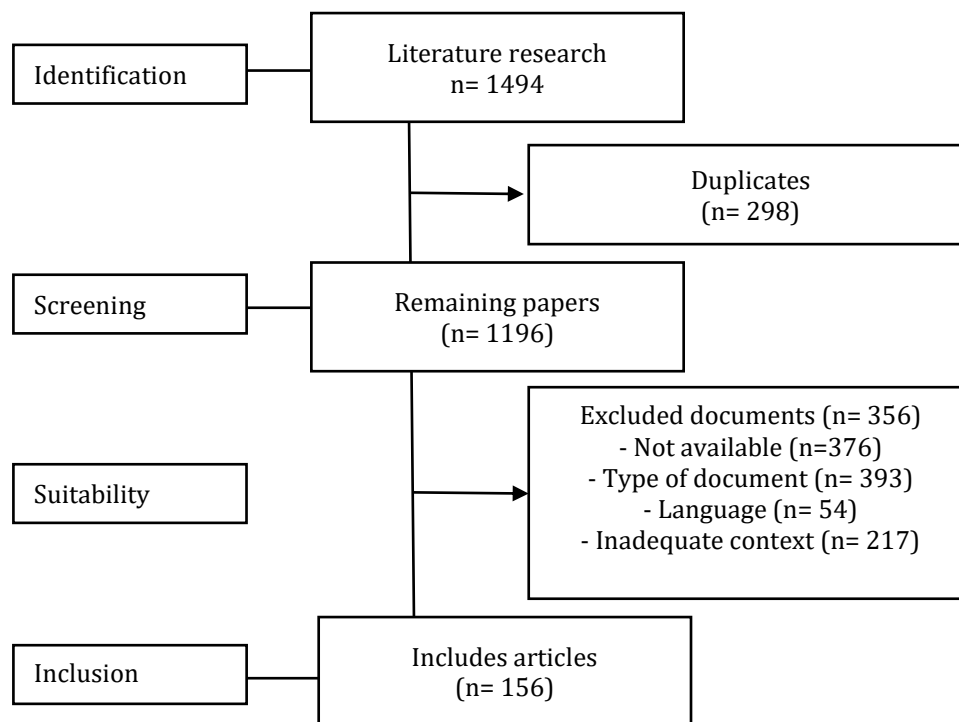 Identification
Literature research
n= 1494
Duplicates
(n= 298)
Screening
Remaining papers
(n= 1196)
Excluded documents (n= 356)
- Not available (n=376)
- Type of document (n= 393)
- Language (n= 54)
- Inadequate context (n= 217)
Suitability
Inclusion
Includes articles
(n= 156)